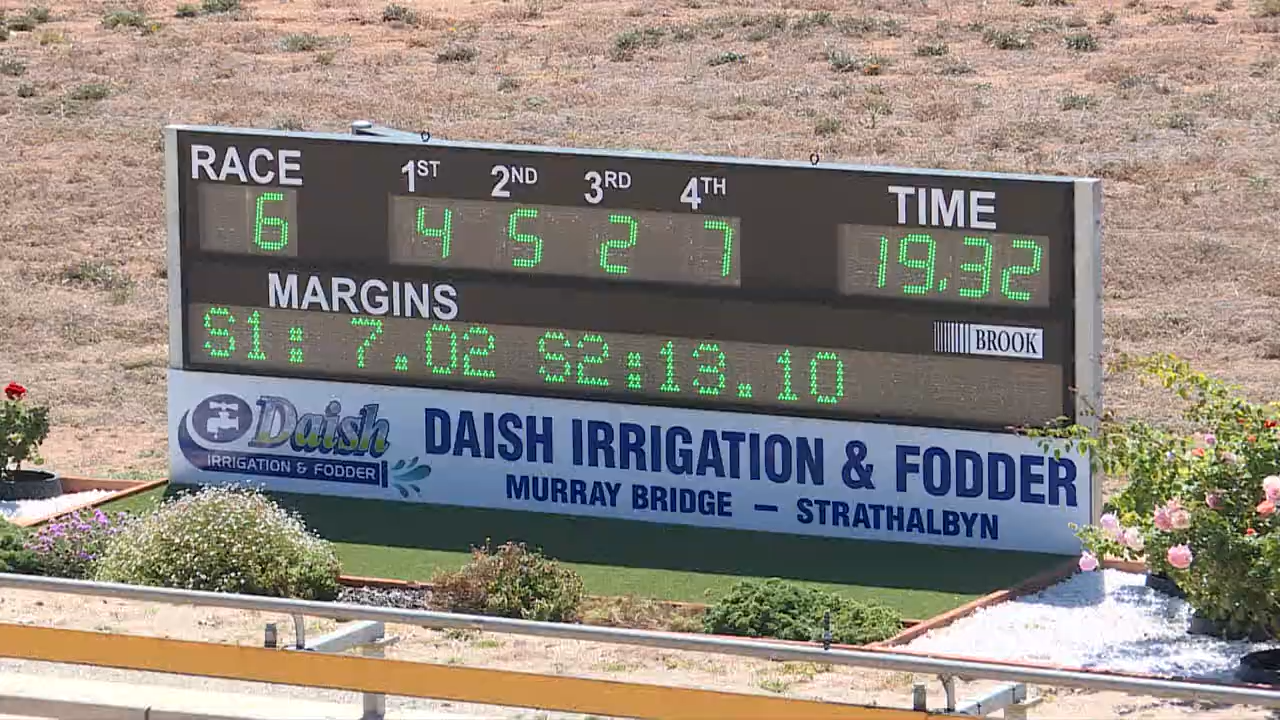 RACE 1ST 2ND 3RD 4TH TIME
6 4 5 2 7 19.32
MARGINS
S1: 7.02 S2:13.10
BROOK
Daish
IRRIGATION & FODDER
DAISH IRRIGATION & FODDER
MURRAY BRIDGE – STRATHALBYN